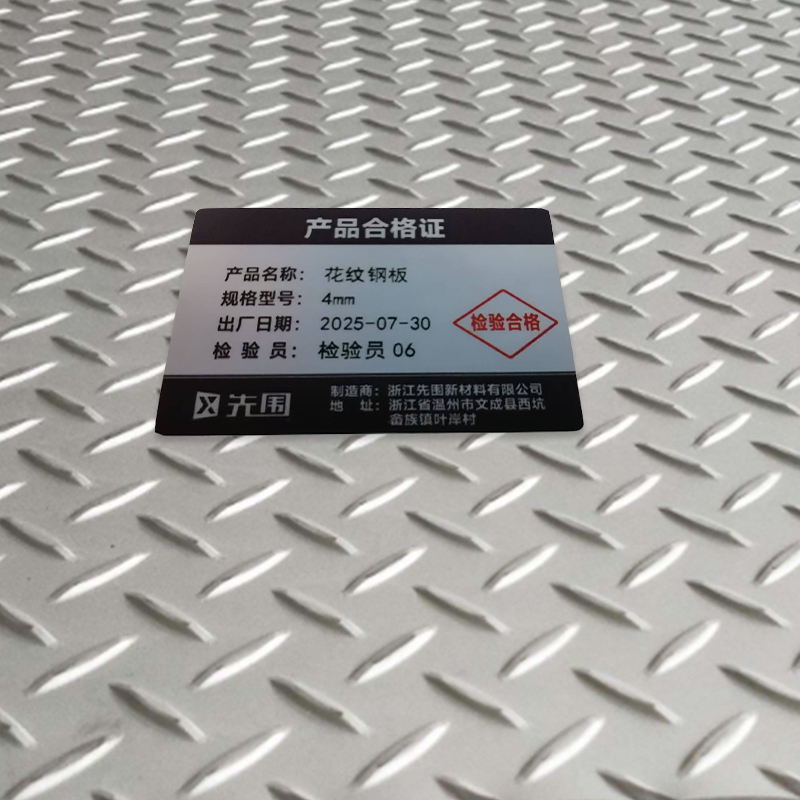 产品合格证
产品名称： 花纹钢板
规格型号： 4mm
出厂日期： 2025-07-30
检 验 员： 检验员 06
检验合格
先围
制造商：浙江先围新材料有限公司
地 址：浙江省温州市文成县西坑
畲族镇叶岸村